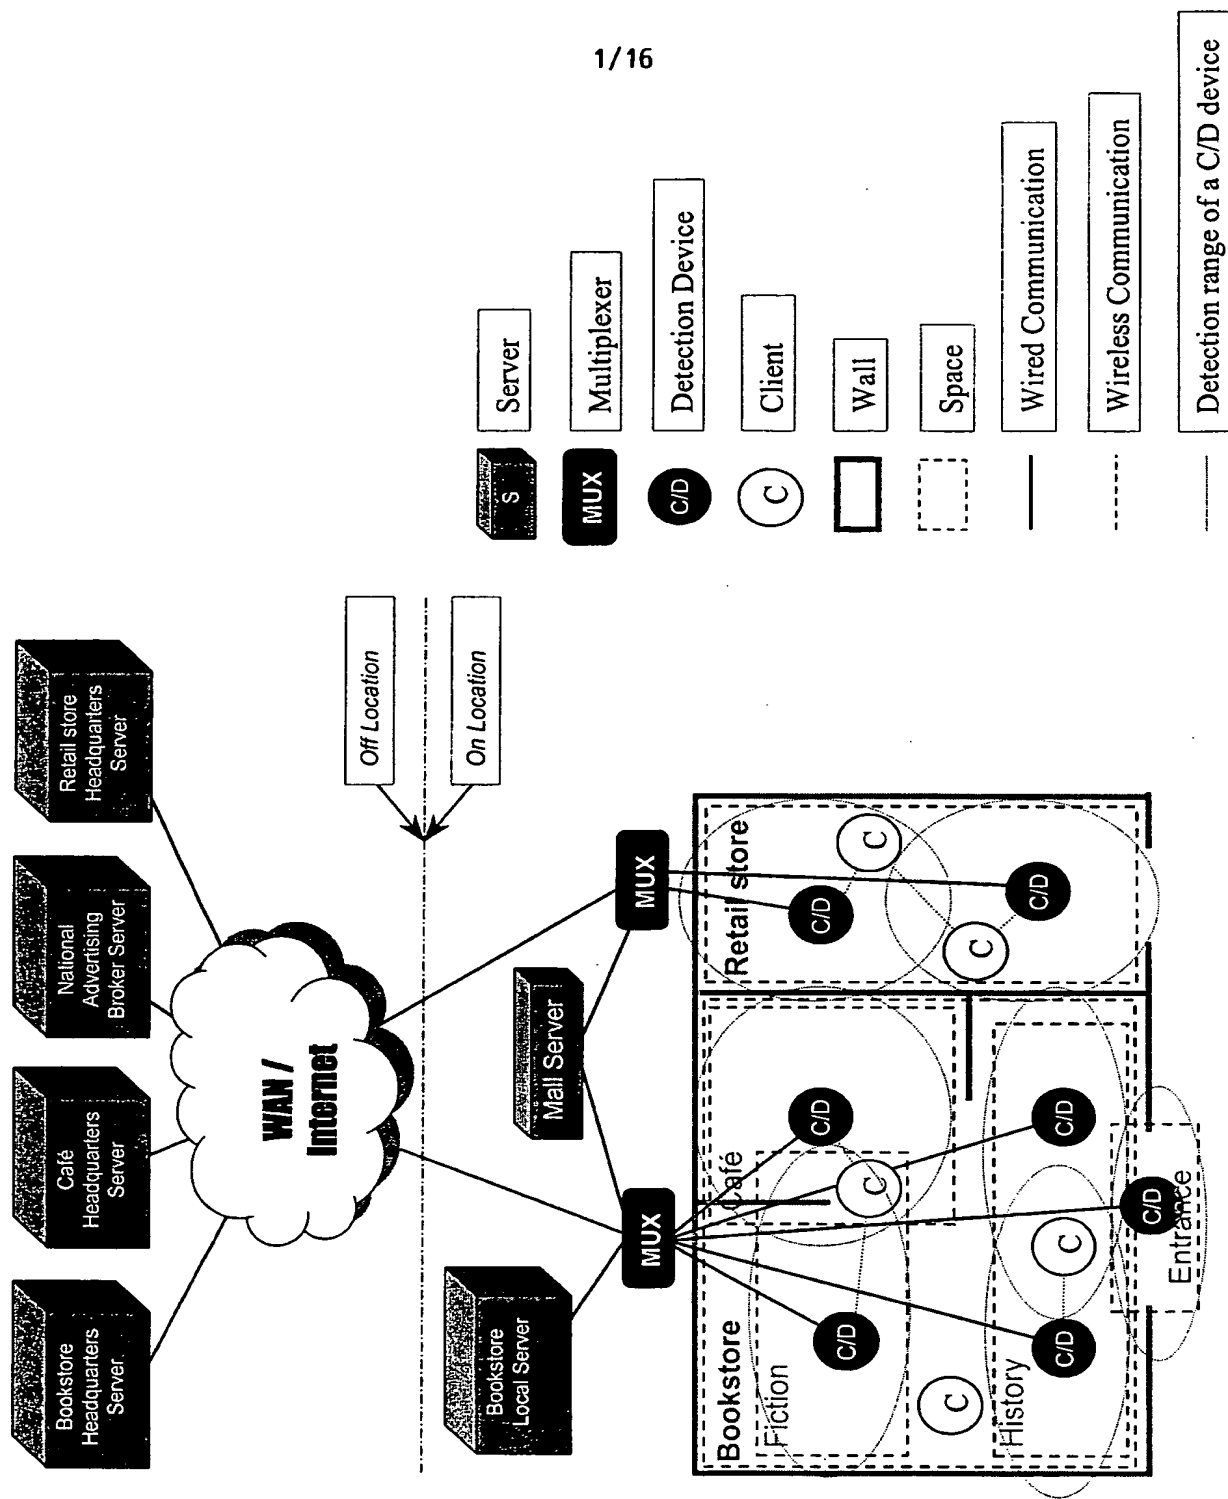 1/16
Bookstore
Headquarters
Server
Café
Headquarters
Server
National
Advertising
Broker Server
Retail store
Headquarters
Server
WAN /
Internet
Off Location
On Location
Bookstore
Local Server
Mall Server
MUX
MUX
Bookstore
Fiction
Café
Retail store
C/D
C/D
C/D
C
C
C
C
C
C/D
History
C/D
C/D
C/D
Entrance
S
Server
MUX
Multiplexer
C/D
Detection Device
C
Client
Wall
Space
Wired Communication
Wireless Communication
Detection range of a C/D device